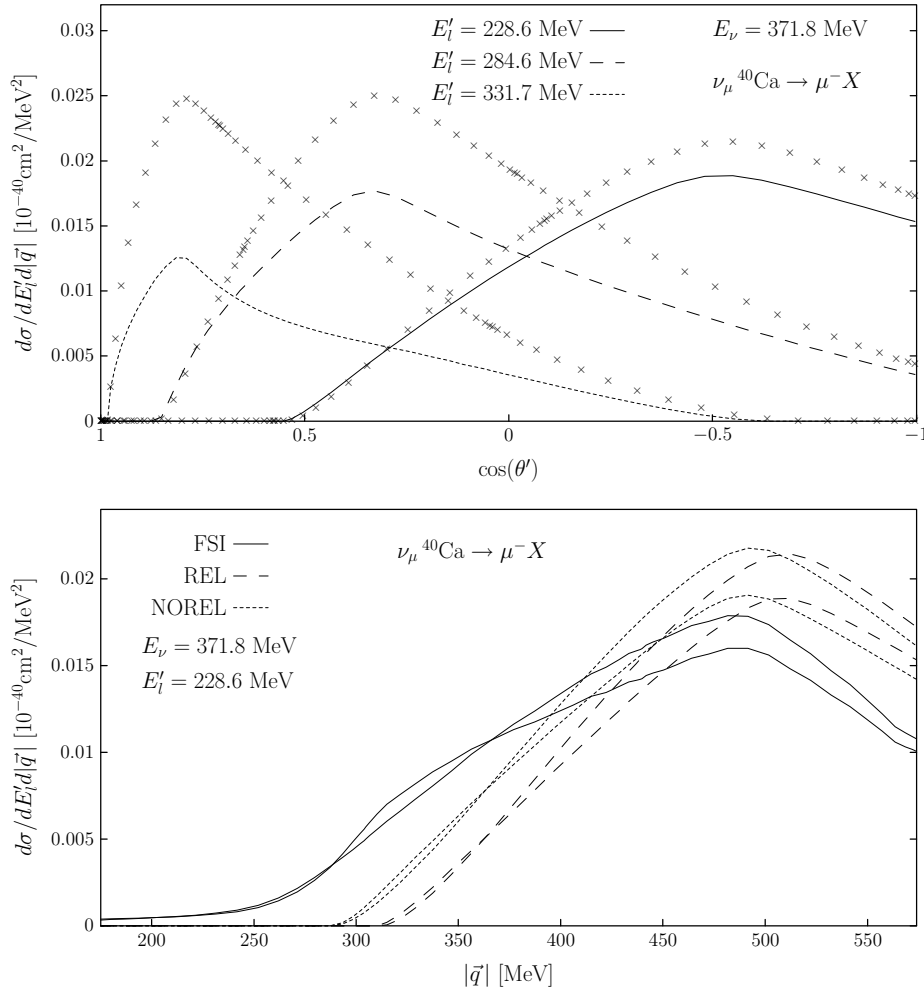 0.03
0.025
0.02
0.015
0.01
0.005
0
dσ/dE′_l d|q⃗| [10⁻⁴⁰cm²/MeV²]
E′_l = 228.6 MeV
E′_l = 284.6 MeV
E′_l = 331.7 MeV
E_ν = 371.8 MeV
ν_μ ⁴⁰Ca → μ⁻X
1 0.5 0 −0.5 −1
cos(θ′)
0.02
0.015
0.01
0.005
0
dσ/dE′_l d|q⃗| [10⁻⁴⁰cm²/MeV²]
FSI
REL
NOREL
E_ν = 371.8 MeV
E′_l = 228.6 MeV
ν_μ ⁴⁰Ca → μ⁻X
200 250 300 350 400 450 500 550
|q⃗| [MeV]